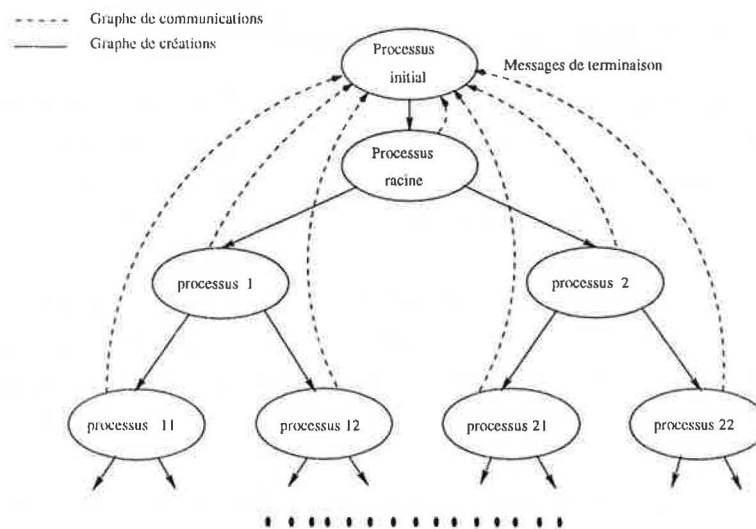 Graphe de communications
Graphe de créations
Processus
initial
Messages de terminaison
Processus
racine
processus 1
processus 2
processus 11
processus 12
processus 21
processus 22